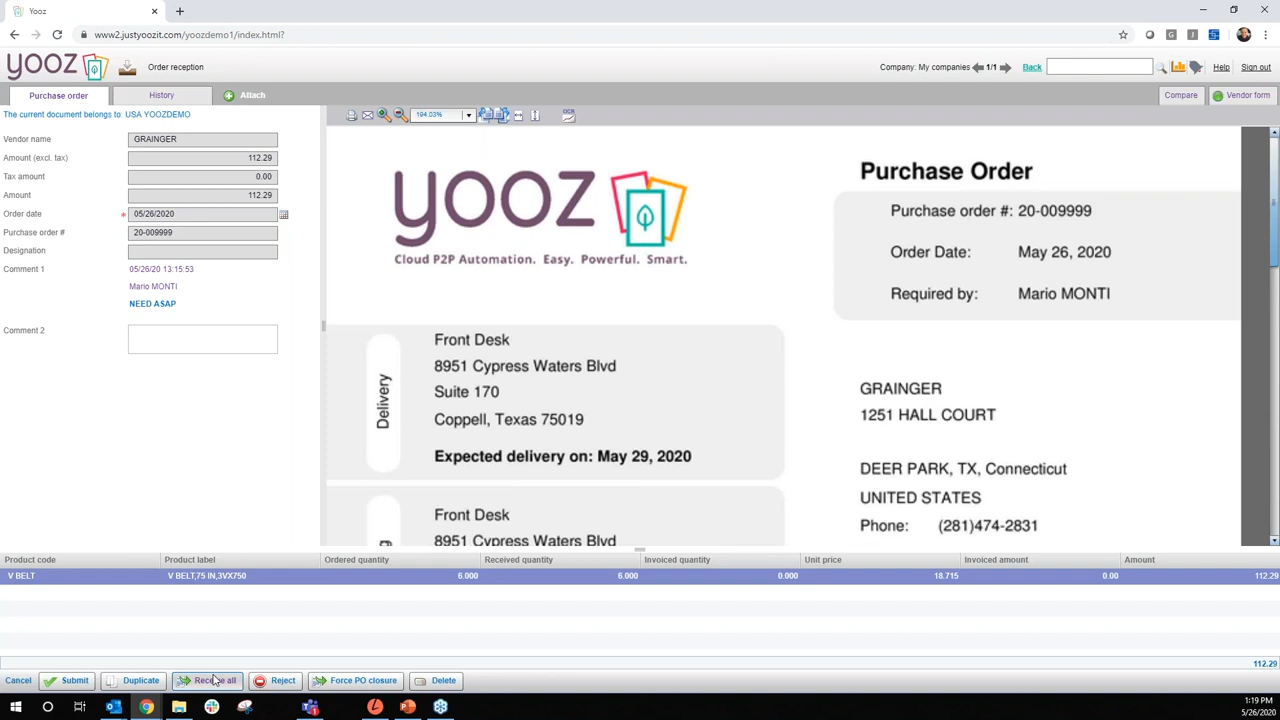 Yooz
www2.justyoozit.com/yoozdemo1/index.html?
yooz
Order reception
Company: My companies 1/1 Back
Help
Sign out
Purchase order
History
Attach
Compare
Vendor form
The current document belongs to: USA YOOZDEMO
194.03%
OCR
Vendor name GRAINGER
Amount (excl. tax) 112.29
Tax amount 0.00
Amount 112.29
Order date * 05/26/2020
Purchase order # 20-009999
Designation
Comment 1 05/26/20 13:15:53
Mario MONTI
NEED ASAP
Comment 2
yooz
Cloud P2P Automation. Easy. Powerful. Smart.
Purchase Order
Purchase order #: 20-009999
Order Date: May 26, 2020
Required by: Mario MONTI
Delivery
Front Desk
8951 Cypress Waters Blvd
Suite 170
Coppell, Texas 75019
Expected delivery on: May 29, 2020
GRAINGER
1251 HALL COURT
DEER PARK, TX, Connecticut
UNITED STATES
Phone: (281)474-2831
Front Desk
8951 Cypress Waters Blvd
Product code Product label Ordered quantity Received quantity Invoiced quantity Unit price Invoiced amount Amount
V BELT V BELT,75 IN,3VX750 6.000 6.000 0.000 18.715 0.00 112.29
112.29
Cancel Submit Duplicate Receive all Reject Force PO closure Delete
1:19 PM
5/26/2020